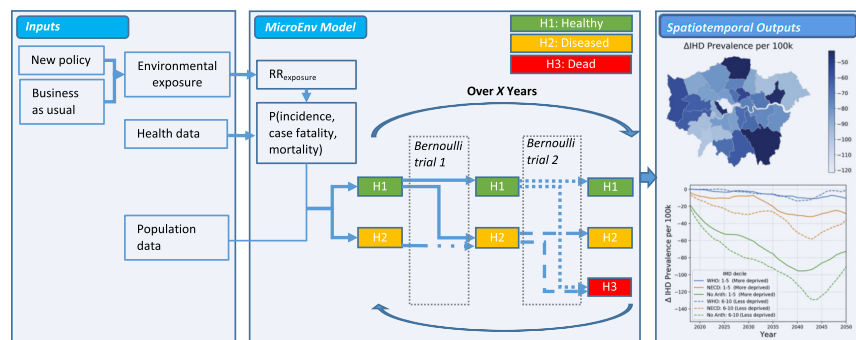 Inputs
New policy
Business
as usual
Environmental
exposure
Health data
Population
data
MicroEnv Model
H1: Healthy
H2: Diseased
H3: Dead
RRexposure
P(incidence,
case fatality,
mortality)
Over X Years
Bernoulli
trial 1
Bernoulli
trial 2
H1
H1
H1
H2
H2
H2
H3
Spatiotemporal Outputs
ΔIHD Prevalence per 100k
-50
-60
-70
-80
-90
-100
-110
-120
Δ IHD Prevalence per 100k
0
-20
-40
-60
-80
-100
-120
-140
IMD decile
WHO: 1-5 (More deprived)
NECD: 1-5 (More deprived)
No Anth: 1-5 (More deprived)
WHO: 6-10 (Less deprived)
NECD: 6-10 (Less deprived)
No Anth: 6-10 (Less deprived)
2020 2025 2030 2035 2040 2045 2050
Year